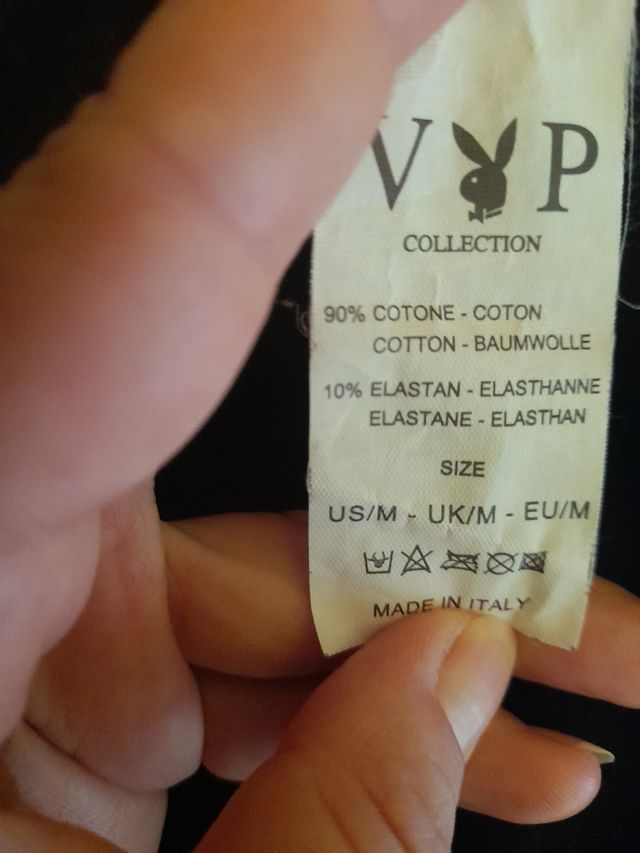 V P
COLLECTION
90% COTONE - COTON
COTTON - BAUMWOLLE
10% ELASTAN - ELASTHANNE
ELASTANE - ELASTHAN
SIZE
US/M - UK/M - EU/M
MADE IN ITALY